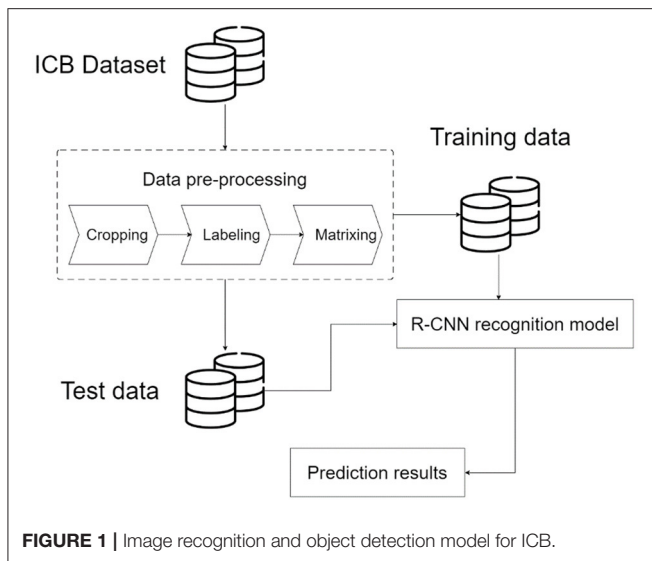 ICB Dataset
Training data
Data pre-processing
Cropping
Labeling
Matrixing
R-CNN recognition model
Test data
Prediction results
FIGURE 1 | Image recognition and object detection model for ICB.